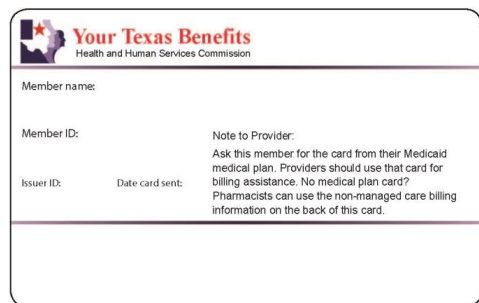 Your Texas Benefits
Health and Human Services Commission
Member name:
Member ID:
Note to Provider:
Ask this member for the card from their Medicaid
medical plan. Providers should use that card for
billing assistance. No medical plan card?
Pharmacists can use the non-managed care billing
information on the back of this card.
Issuer ID:
Date card sent: